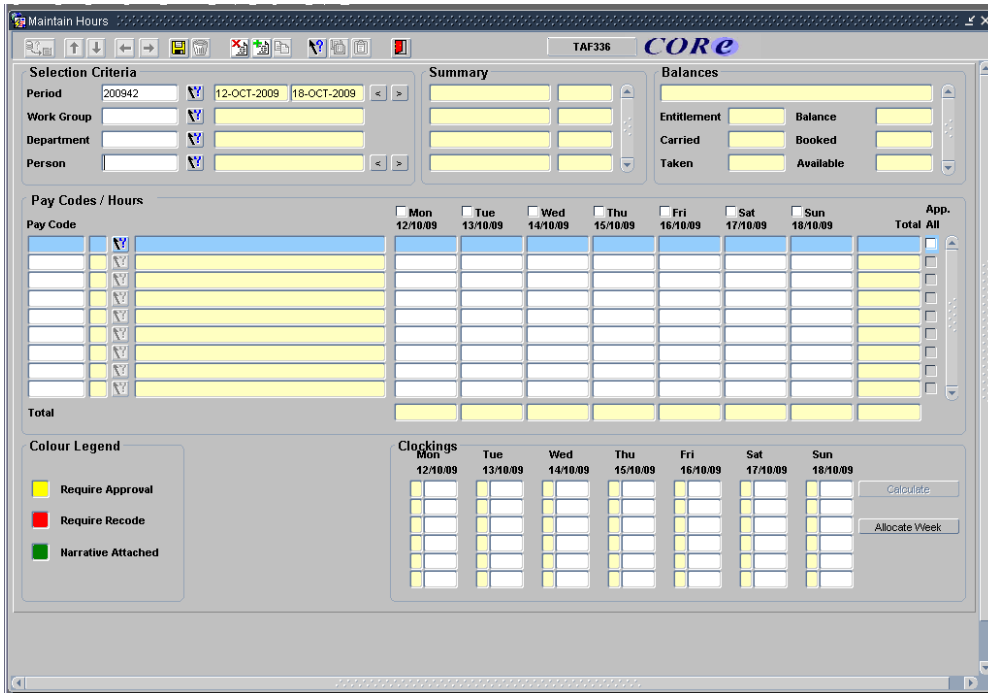 Maintain Hours
TAF336 CORe
Selection Criteria
Period 200942 12-OCT-2009 18-OCT-2009 < >
Work Group
Department
Person < >
Summary
Balances
Entitlement Balance
Carried Booked
Taken Available
Pay Codes / Hours
Mon Tue Wed Thu Fri Sat Sun App.
Pay Code 12/10/09 13/10/09 14/10/09 15/10/09 16/10/09 17/10/09 18/10/09 Total All
Total
Colour Legend
Require Approval
Require Recode
Narrative Attached
Clockings
Mon Tue Wed Thu Fri Sat Sun
12/10/09 13/10/09 14/10/09 15/10/09 16/10/09 17/10/09 18/10/09
Calculate
Allocate Week